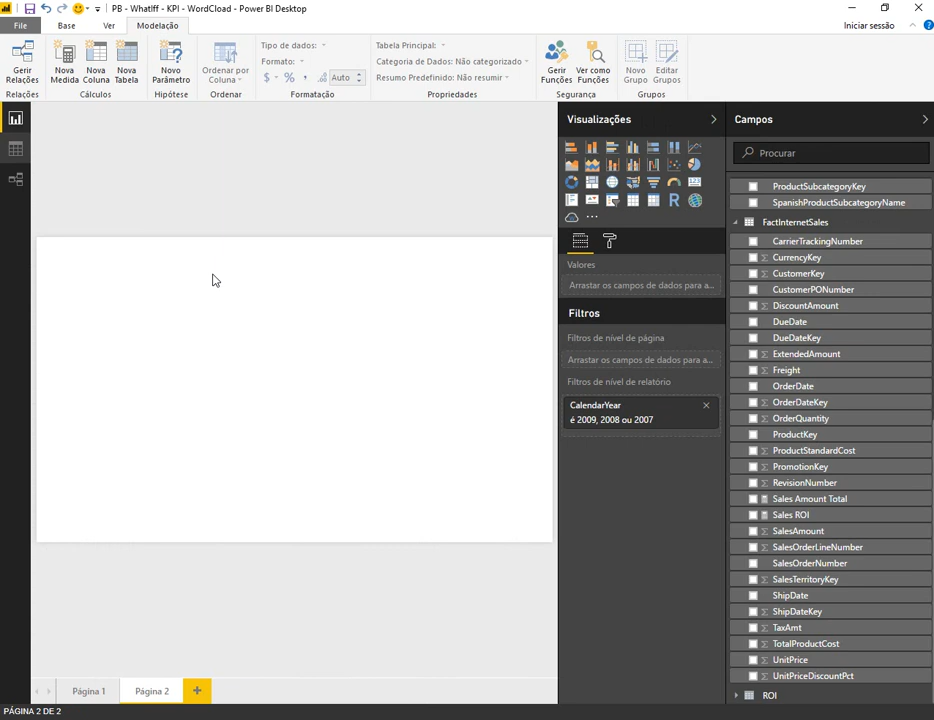 PB - WhatIff - KPI - WordCload - Power BI Desktop
File
Base
Ver
Modelação
Iniciar sessão
Gerir Relações
Nova Medida
Nova Coluna
Nova Tabela
Novo Parâmetro
Ordenar por Coluna
Tipo de dados:
Formato:
$ % , Auto
Tabela Principal:
Categoria de Dados: Não categorizado
Resumo Predefinido: Não resumir
Gerir Funções
Ver como Funções
Novo Grupo
Editar Grupos
Relações
Cálculos
Hipótese
Ordenar
Formatação
Propriedades
Segurança
Grupos
Visualizações
R
Valores
Arrastar os campos de dados para a...
Filtros
Filtros de nível de página
Arrastar os campos de dados para a...
Filtros de nível de relatório
CalendarYear
é 2009, 2008 ou 2007
Campos
Procurar
ProductSubcategoryKey
SpanishProductSubcategoryName
FactInternetSales
CarrierTrackingNumber
Σ CurrencyKey
Σ CustomerKey
CustomerPONumber
Σ DiscountAmount
DueDate
DueDateKey
Σ ExtendedAmount
Σ Freight
OrderDate
Σ OrderDateKey
Σ OrderQuantity
ProductKey
Σ ProductStandardCost
Σ PromotionKey
Σ RevisionNumber
Sales Amount Total
Sales ROI
Σ SalesAmount
Σ SalesOrderLineNumber
SalesOrderNumber
Σ SalesTerritoryKey
ShipDate
Σ ShipDateKey
Σ TaxAmt
Σ TotalProductCost
Σ UnitPrice
Σ UnitPriceDiscountPct
ROI
Página 1
Página 2
+
PÁGINA 2 DE 2